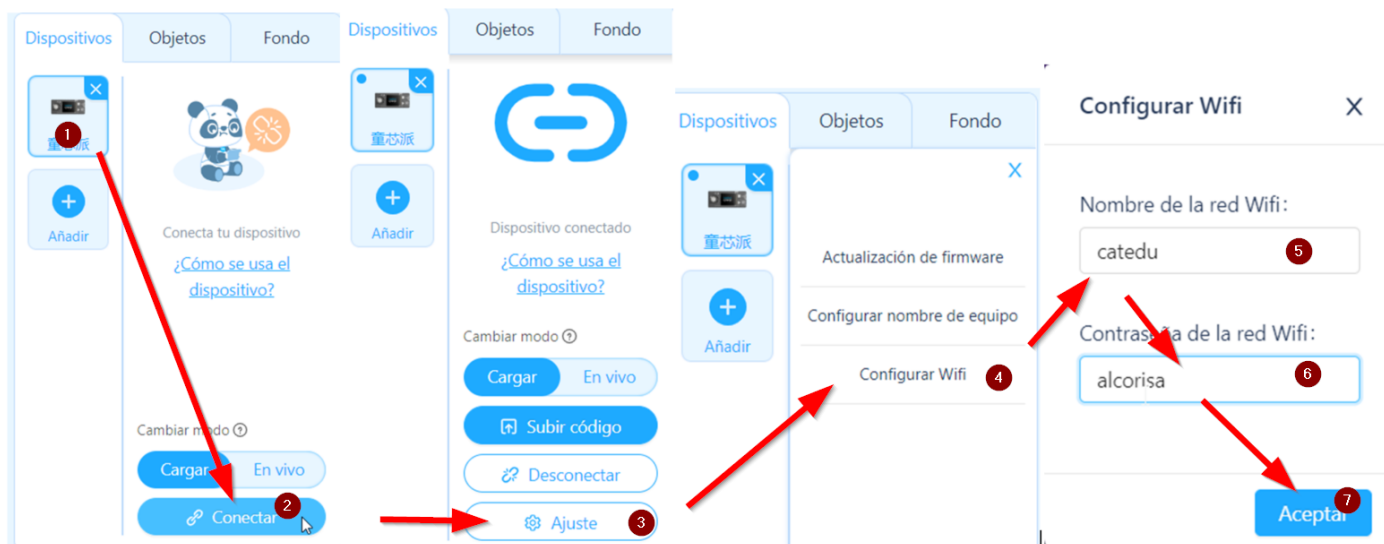 Dispositivos
Objetos
Fondo
1
童芯派
Añadir
Conecta tu dispositivo
¿Cómo se usa el
dispositivo?
Cambiar modo ?
Cargar
En vivo
Conectar 2
Dispositivos
Objetos
Fondo
童芯派
Añadir
Dispositivo conectado
¿Cómo se usa el
dispositivo?
Cambiar modo ?
Cargar
En vivo
Subir código
Desconectar
Ajuste 3
Dispositivos
Objetos
Fondo
童芯派
Añadir
X
Actualización de firmware
Configurar nombre de equipo
Configurar Wifi 4
Configurar Wifi X
Nombre de la red Wifi:
catedu 5
Contraseña de la red Wifi:
alcorisa 6
Aceptar 7